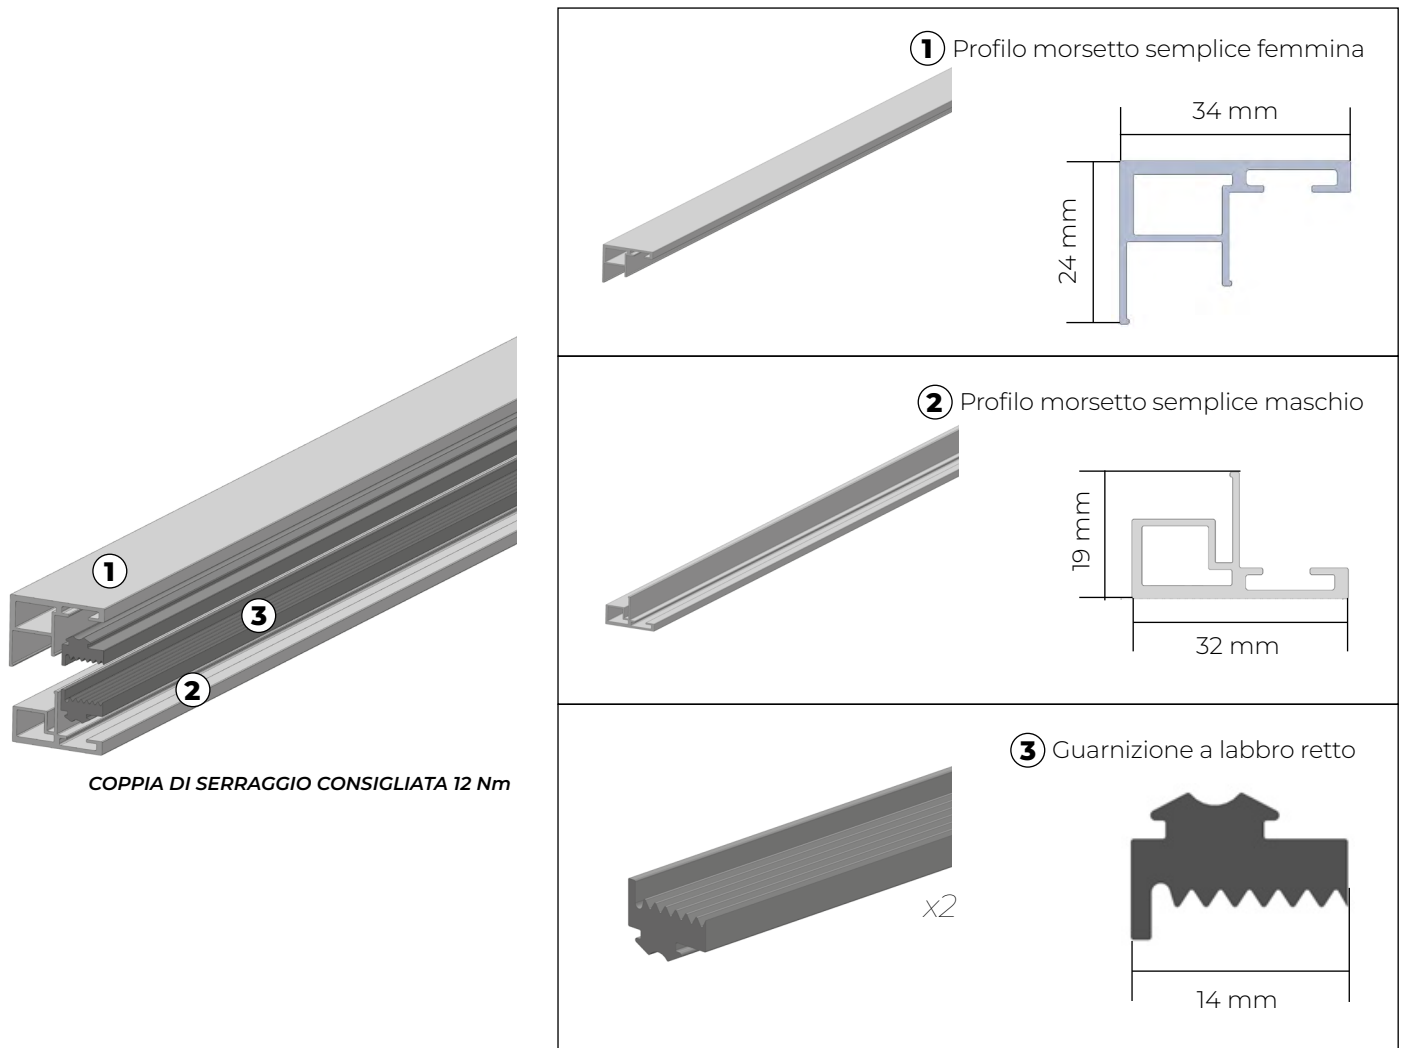 1 Profilo morsetto semplice femmina
34 mm
24 mm
2 Profilo morsetto semplice maschio
19 mm
32 mm
1
3
2
COPPIA DI SERRAGGIO CONSIGLIATA 12 Nm
3 Guarnizione a labbro retto
x2
14 mm